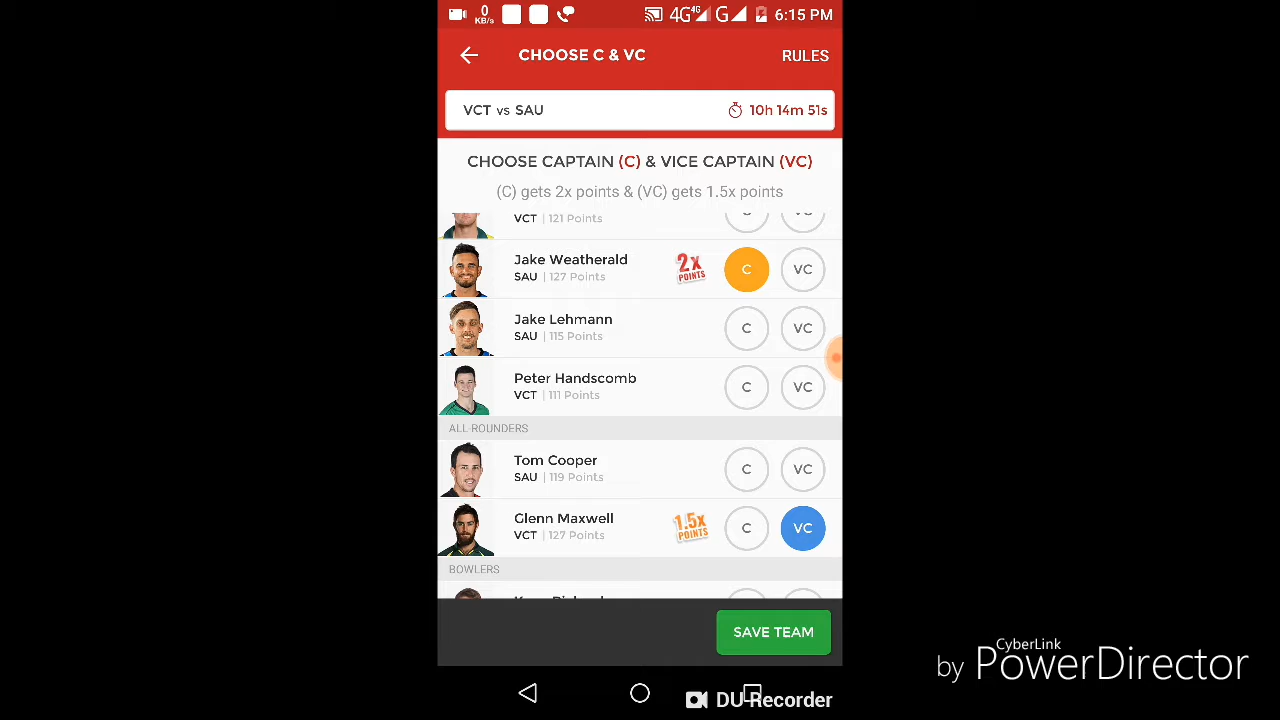 0 KB/s 4G 4G G 6:15 PM
CHOOSE C & VC RULES
VCT vs SAU 10h 14m 51s
CHOOSE CAPTAIN (C) & VICE CAPTAIN (VC)
(C) gets 2x points & (VC) gets 1.5x points
VCT | 121 Points C VC
Jake Weatherald
SAU | 127 Points 2x POINTS C VC
Jake Lehmann
SAU | 115 Points C VC
Peter Handscomb
VCT | 111 Points C VC
ALL-ROUNDERS
Tom Cooper
SAU | 119 Points C VC
Glenn Maxwell
VCT | 127 Points 1.5x POINTS C VC
BOWLERS
SAVE TEAM
CyberLink
by PowerDirector
DU Recorder